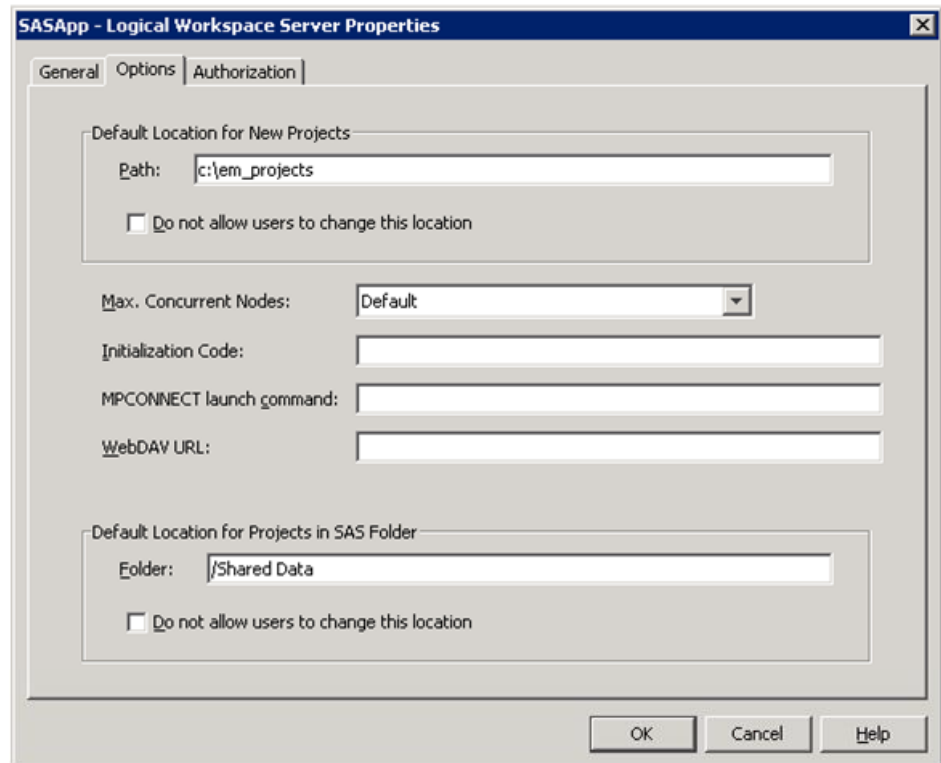 SASApp - Logical Workspace Server Properties
General Options Authorization
Default Location for New Projects
Path: c:\em_projects
Do not allow users to change this location
Max. Concurrent Nodes: Default
Initialization Code:
MPCONNECT launch command:
WebDAV URL:
Default Location for Projects in SAS Folder
Folder: /Shared Data
Do not allow users to change this location
OK Cancel Help